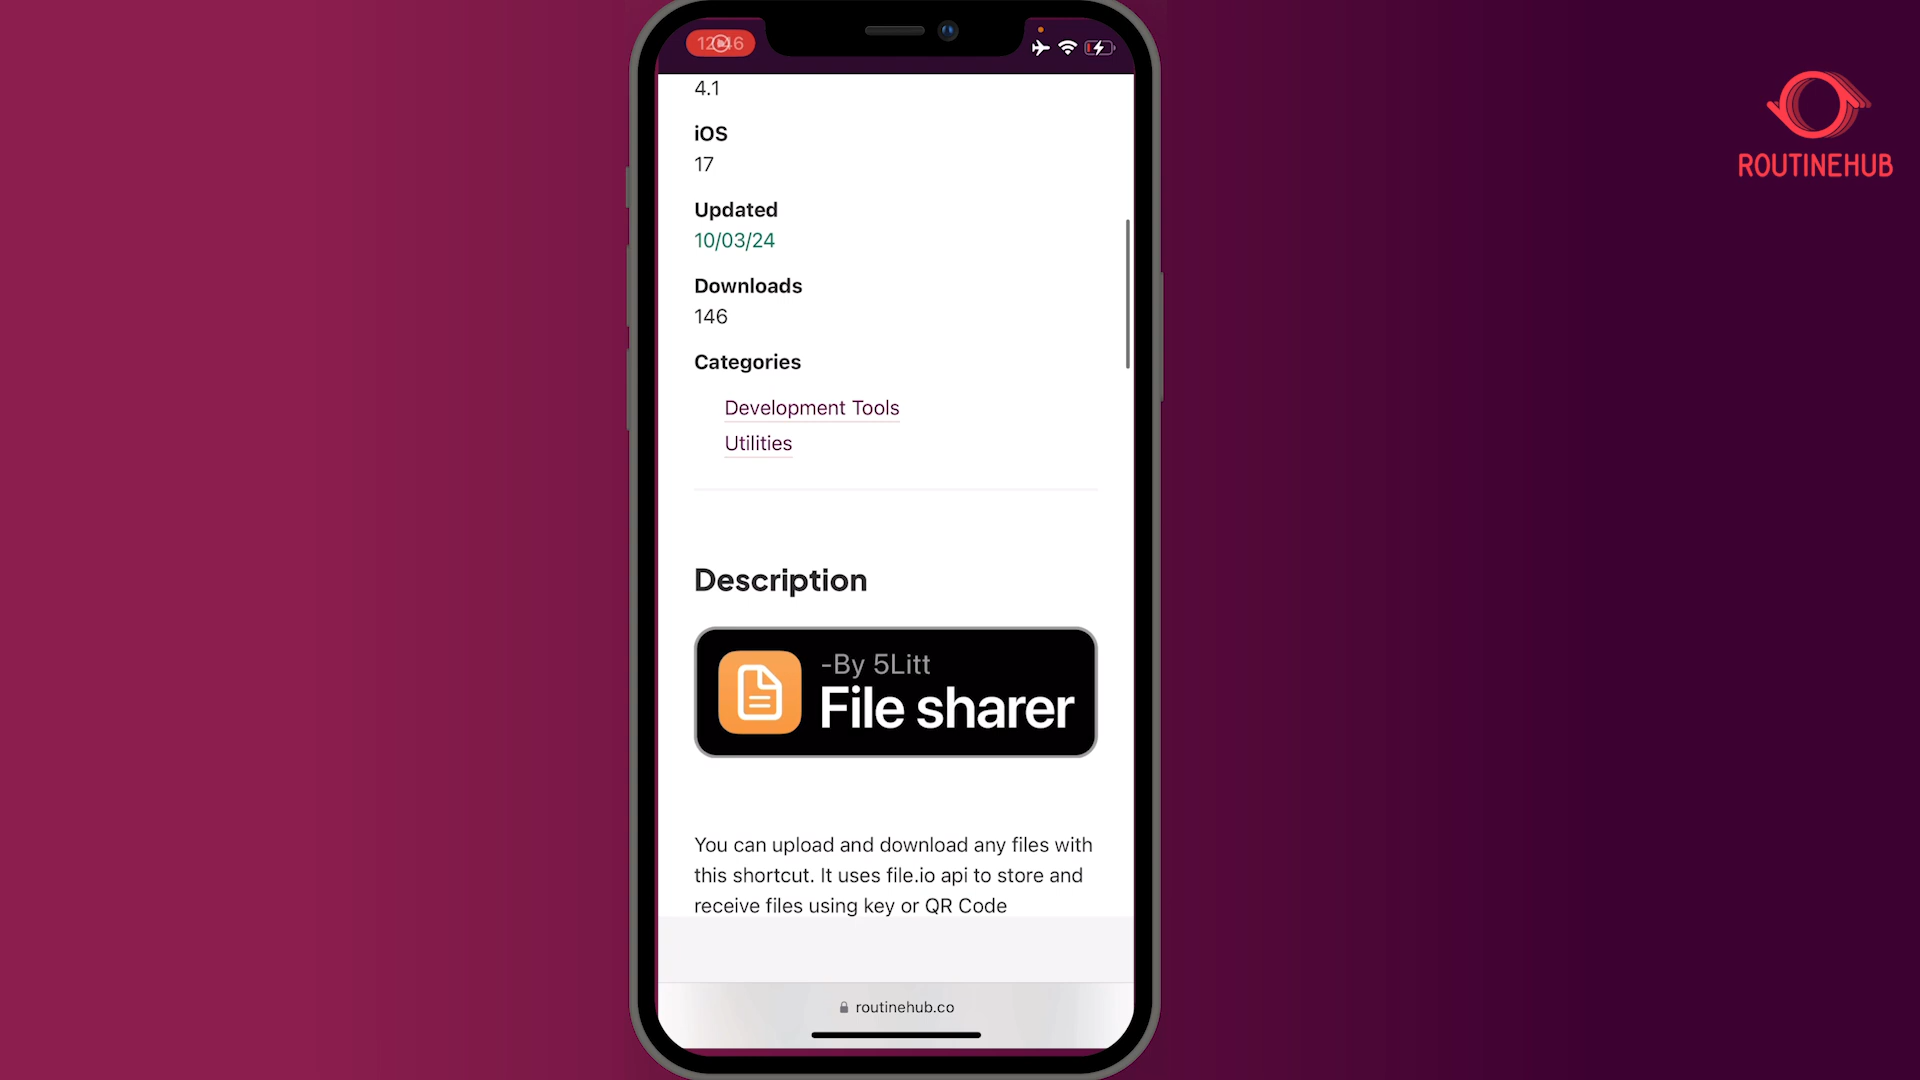 12:46
4.1
iOS
17
Updated
10/03/24
Downloads
146
Categories
Development Tools
Utilities
Description
-By 5Litt
File sharer
You can upload and download any files with
this shortcut. It uses file.io api to store and
receive files using key or QR Code
routinehub.co
ROUTINEHUB